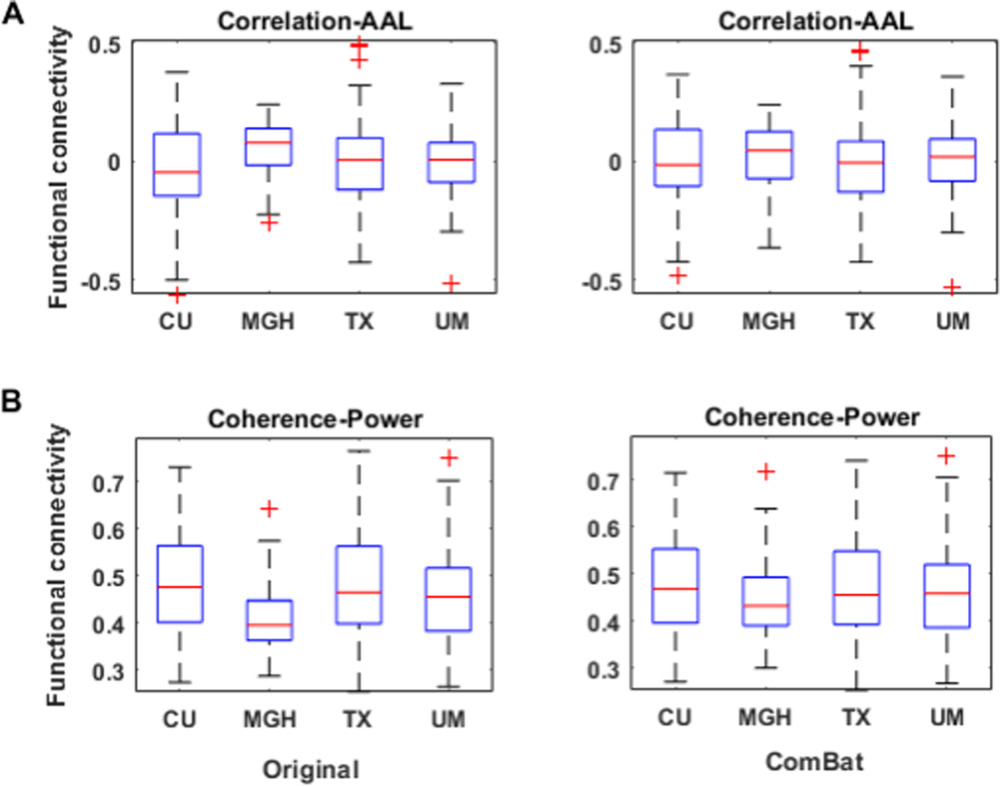 A
Correlation-AAL
Correlation-AAL
Functional connectivity
0.5
0
-0.5
CU MGH TX UM
0.5
0
-0.5
CU MGH TX UM
B
Coherence-Power
Coherence-Power
Functional connectivity
0.7
0.6
0.5
0.4
0.3
CU MGH TX UM
0.7
0.6
0.5
0.4
0.3
CU MGH TX UM
Original
ComBat